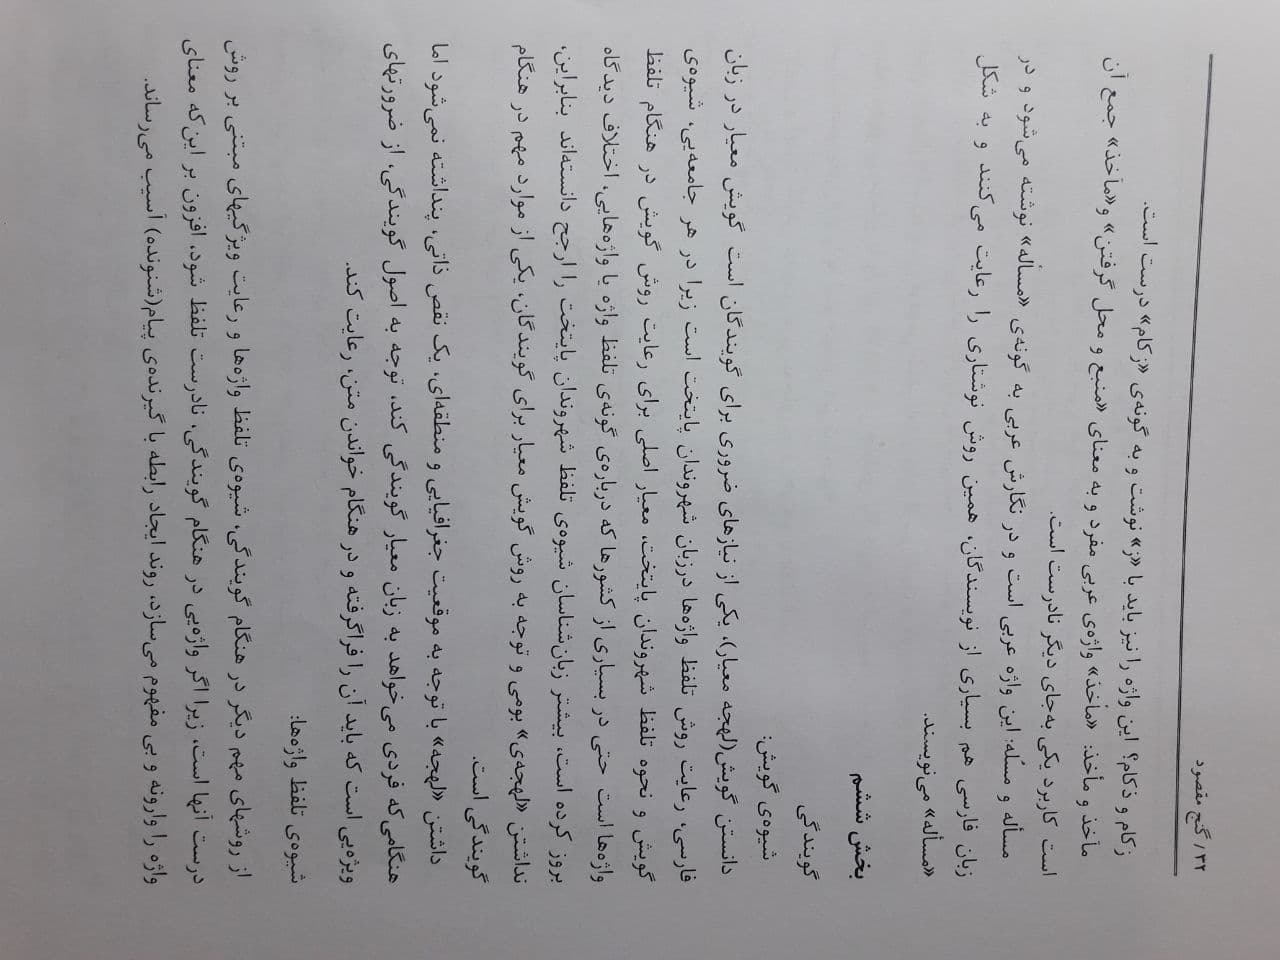 ۳۲ / گنج مقصود
زکام و ذکام؟ این واژه را نیز باید با «ز» نوشت و به گونه‌ی «زکام» درست است.
مآخذ و مأخذ: «مأخذ» واژه‌ی عربی مفرد و به معنای «منبع و محل گرفتن» و«مآخذ» جمع آن
است کاربرد یکی به‌جای دیگر نادرست است.
مسأله و مسئله: این واژه عربی است و در نگارش عربی به گونه‌ی «مسأله» نوشته می‌شود و در
زبان فارسی هم بسیاری از نویسندگان، همین روش نوشتاری را رعایت می‌کنند و به شکل
«مسأله» می‌نویسند.
بخش ششم
گویندگی
شیوه‌ی گویش:
دانستن گویش(لهجه معیار)، یکی از نیازهای ضروری برای گویندگان است گویش معیار در زبان
فارسی، رعایت روش تلفظ واژه‌ها درزبان شهروندان پایتخت است زیرا در هر جامعه‌یی، شیوه‌ی
گویش و نحوه تلفظ شهروندان پایتخت، معیار اصلی برای رعایت روش گویش در هنگام تلفظ
واژه‌ها است حتی در بسیاری از کشورها که درباره‌ی گونه‌ی تلفظ واژه یا واژه‌هایی، اختلاف دیدگاه
بروز کرده است، بیشتر زبان‌شناسان شیوه‌ی تلفظ شهروندان پایتخت را ارجح دانسته‌اند بنابراین،
نداشتن «لهجه‌ی» بومی و توجه به روش گویش معیار برای گویندگان، یکی از موارد مهم در هنگام
گویندگی است.
داشتن «لهجه» با توجه به موقعیت جغرافیایی و منطقه‌ای، یک نقص ذاتی، پنداشته نمی‌شود اما
هنگامی‌که فردی می‌خواهد به زبان معیار گویندگی کند، توجه به اصول گویندگی، از ضرورتهای
ویژه‌یی است که باید آن را فراگرفته و در هنگام خواندن متن، رعایت کند.
شیوه‌ی تلفظ واژه‌ها:
از روشهای مهم دیگر در هنگام گویندگی، شیوه‌ی تلفظ واژه‌ها و رعایت ویژگیهای مبتنی بر روش
درست آنها است، زیرا اگر واژه‌یی در هنگام گویندگی، نادرست تلفظ شود، افزون بر این‌که معنای
واژه را وارونه و بی مفهوم می‌سازد، روند ایجاد رابطه با گیرنده‌ی پیام(شنونده) آسیب می‌رساند.